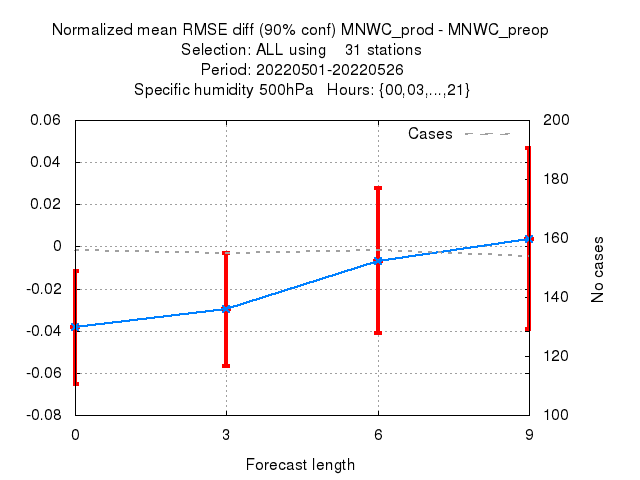 Normalized mean RMSE diff (90% conf) MNWC_prod - MNWC_preop
Selection: ALL using 31 stations
Period: 20220501-20220526
Specific humidity 500hPa Hours: {00,03,...,21}
Cases
0.06
0.04
0.02
0
-0.02
-0.04
-0.06
-0.08
200
180
160
140
120
100
No cases
0 3 6 9
Forecast length